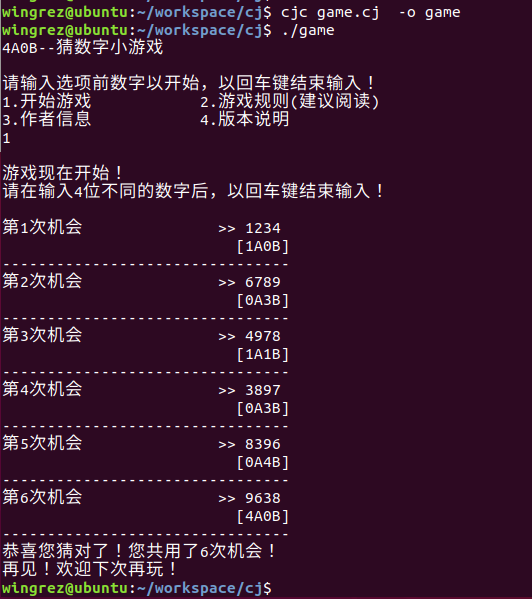 wingrez@ubuntu:~/workspace/cj$ cjc game.cj  -o game
wingrez@ubuntu:~/workspace/cj$ ./game
4A0B--猜数字小游戏
请输入选项前数字以开始，以回车键结束输入！
1.开始游戏            2.游戏规则(建议阅读)
3.作者信息            4.版本说明
1
游戏现在开始！
请在输入4位不同的数字后，以回车键结束输入！
第1次机会               >> 1234
                          [1A0B]
--------------------------------
第2次机会               >> 6789
                          [0A3B]
--------------------------------
第3次机会               >> 4978
                          [1A1B]
--------------------------------
第4次机会               >> 3897
                          [0A3B]
--------------------------------
第5次机会               >> 8396
                          [0A4B]
--------------------------------
第6次机会               >> 9638
                          [4A0B]
--------------------------------
恭喜您猜对了！您共用了6次机会！
再见！欢迎下次再玩！
wingrez@ubuntu:~/workspace/cj$